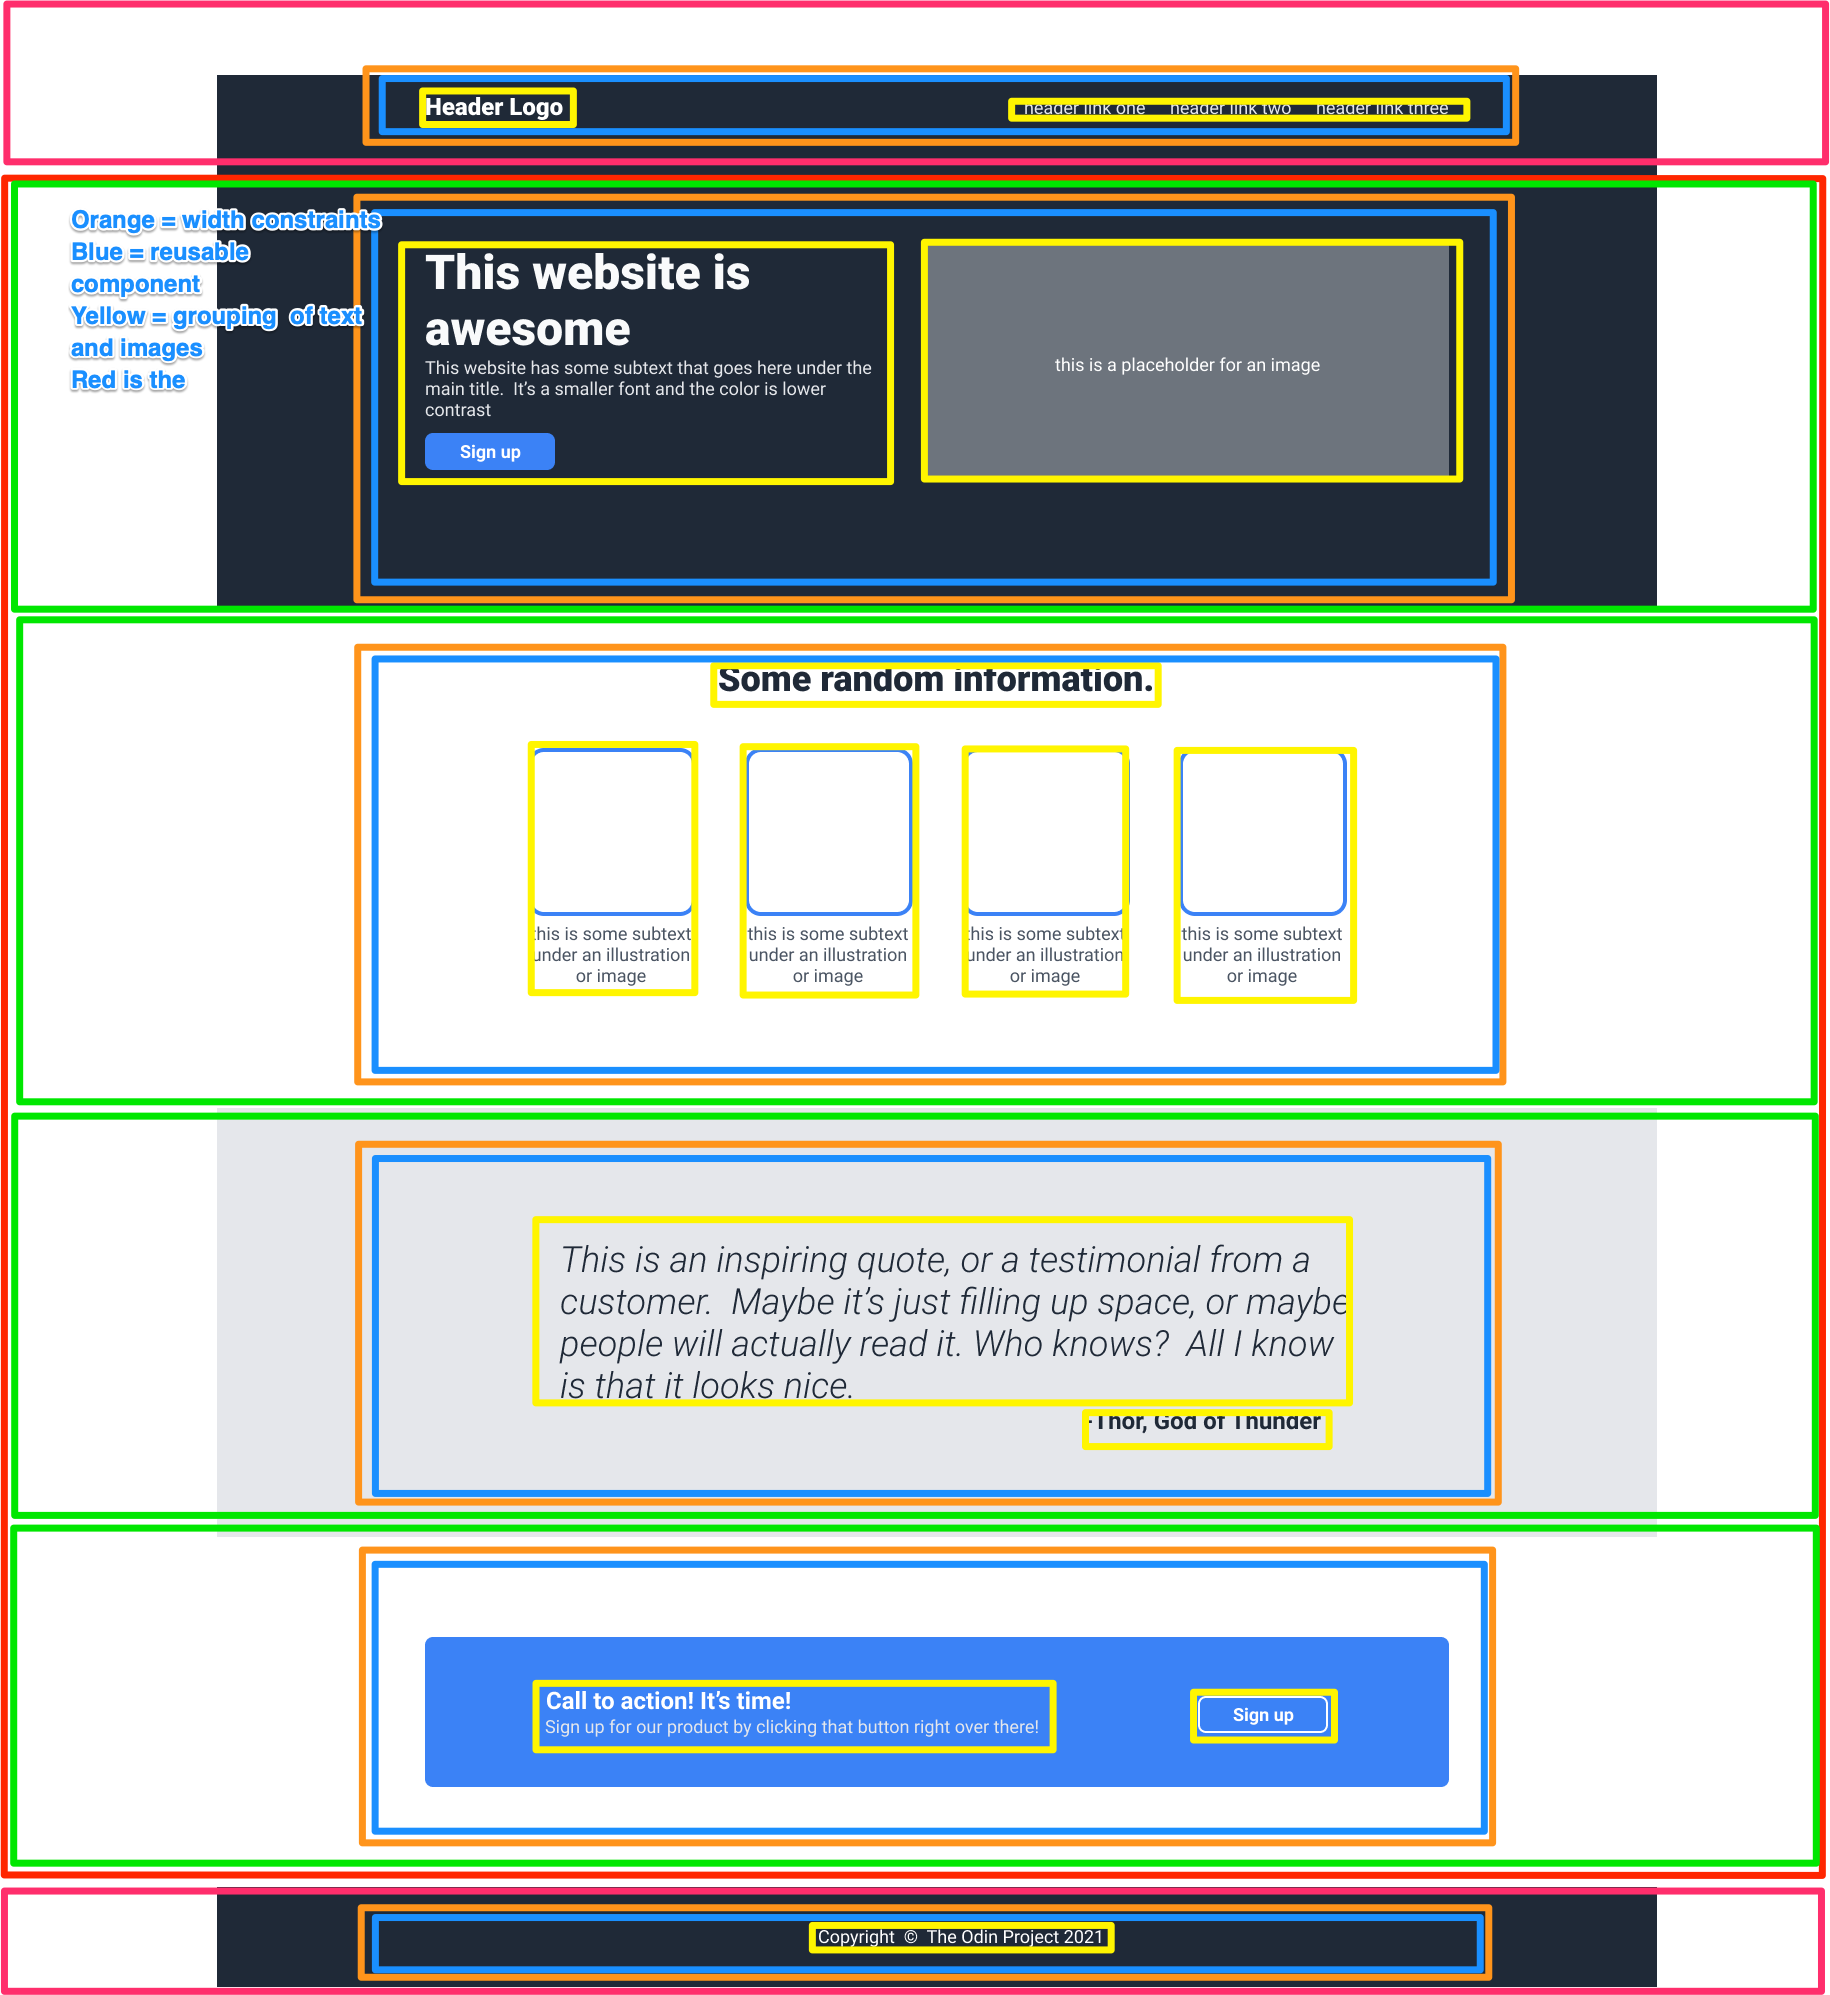 Header Logo
header link one header link two header link three
Orange = width constraints
Blue = reusable
component
Yellow = grouping of text
and images
Red is the
This website is
awesome
This website has some subtext that goes here under the
main title. It's a smaller font and the color is lower
contrast
Sign up
this is a placeholder for an image
Some random information.
this is some subtext
under an illustration
or image
this is some subtext
under an illustration
or image
this is some subtext
under an illustration
or image
this is some subtext
under an illustration
or image
This is an inspiring quote, or a testimonial from a
customer. Maybe it's just filling up space, or maybe
people will actually read it. Who knows? All I know
is that it looks nice.
-Thor, God of Thunder
Call to action! It's time!
Sign up for our product by clicking that button right over there!
Sign up
Copyright © The Odin Project 2021